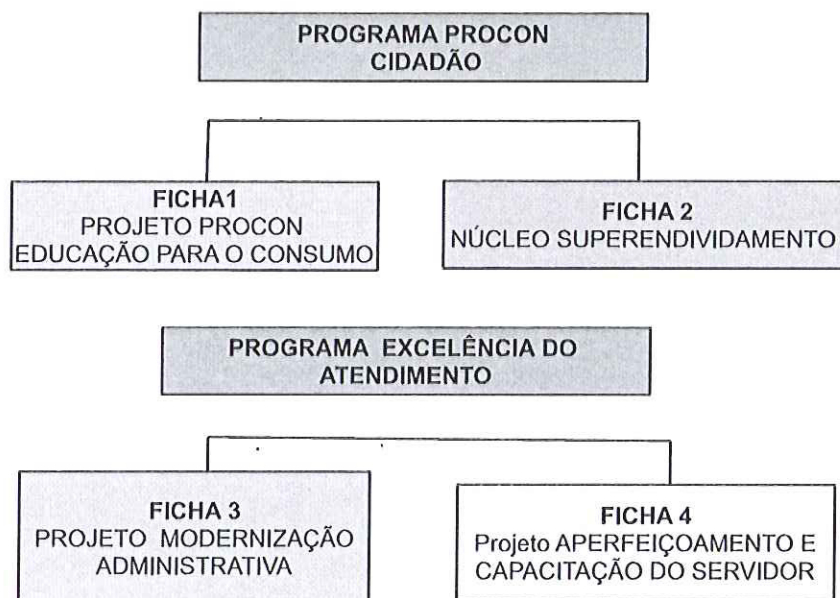 PROGRAMA PROCON
CIDADÃO
FICHA1
PROJETO PROCON
EDUCAÇÃO PARA O CONSUMO
FICHA 2
NÚCLEO SUPERENDIVIDAMENTO
PROGRAMA EXCELÊNCIA DO
ATENDIMENTO
FICHA 3
PROJETO MODERNIZAÇÃO
ADMINISTRATIVA
FICHA 4
Projeto APERFEIÇOAMENTO E
CAPACITAÇÃO DO SERVIDOR